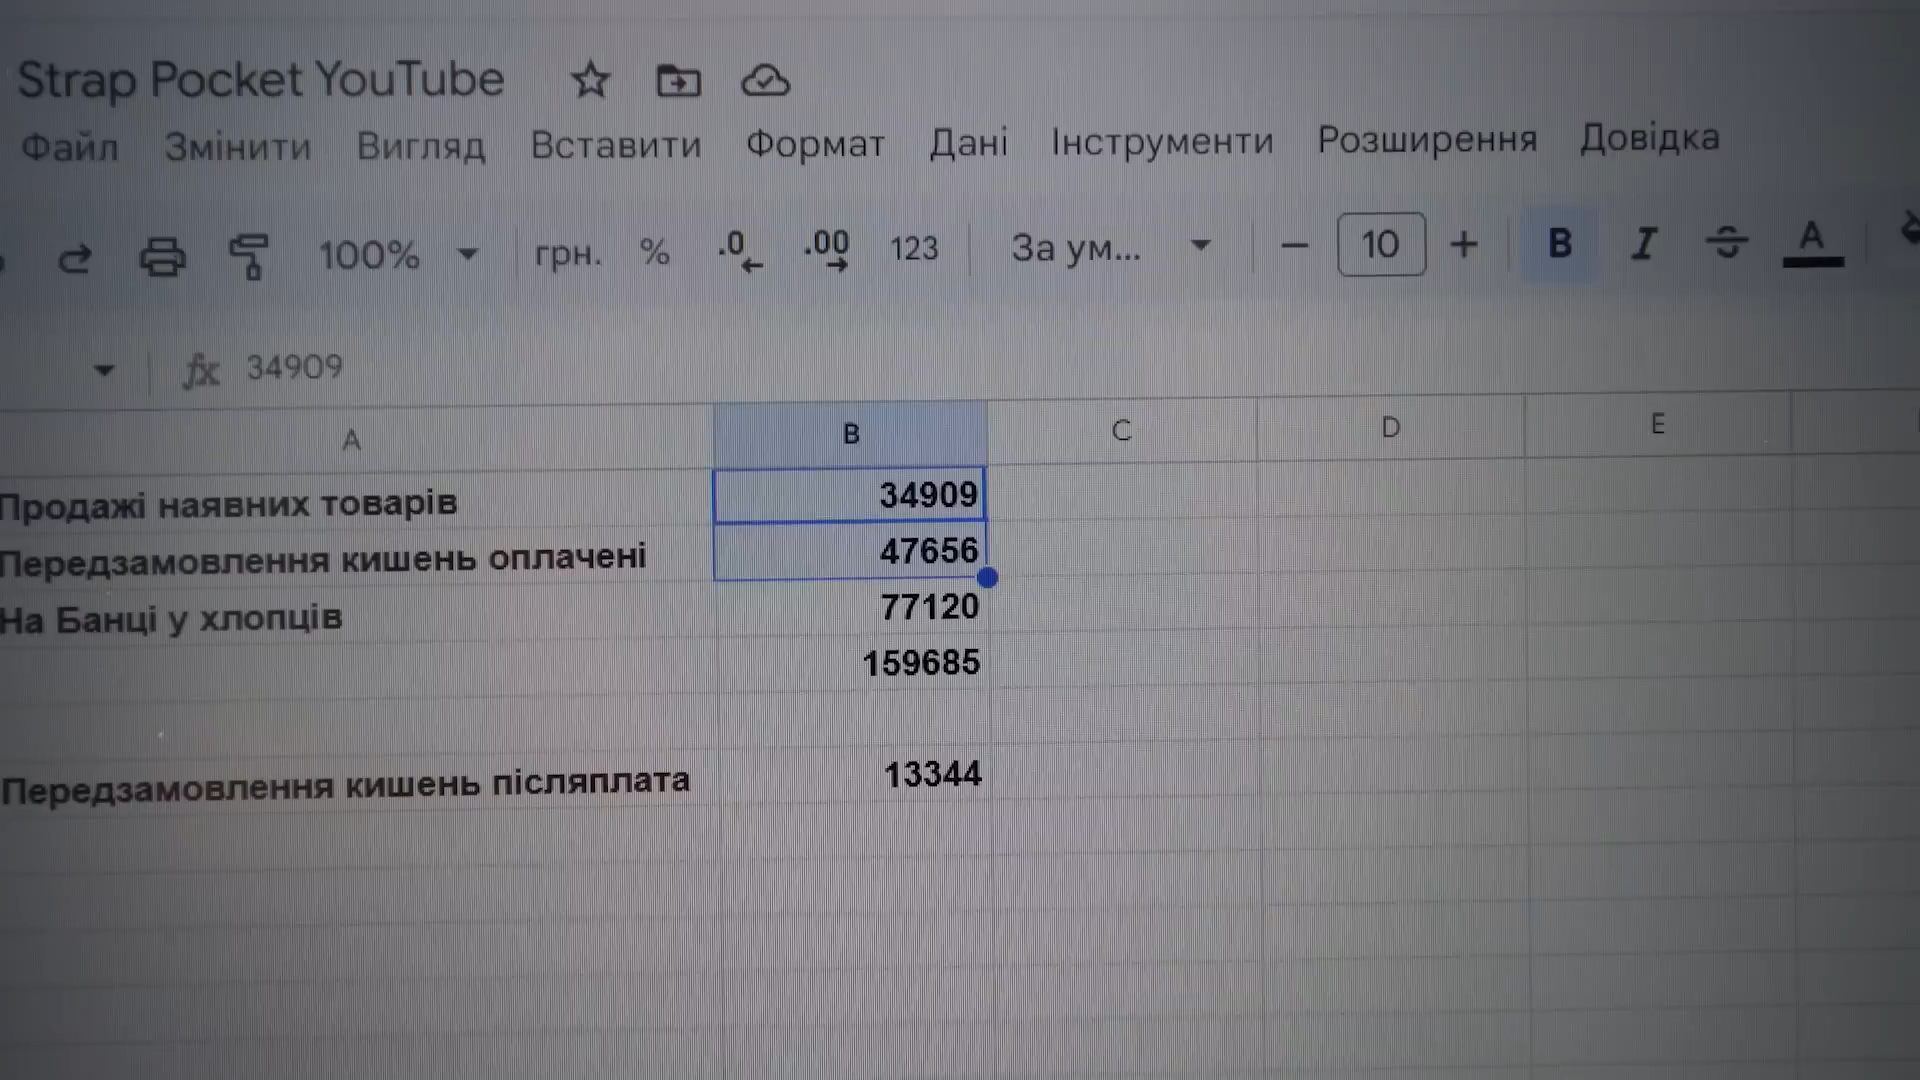 Strap Pocket YouTube
Файл Змінити Вигляд Вставити Формат Дані Інструменти Розширення Довідка
100% грн. % .0 .00 123 За ум... 10 B I S A
fx 34909
A B C D E
Продажі наявних товарів 34909
Передзамовлення кишень оплачені 47656
На Банці у хлопців 77120
159685
Передзамовлення кишень післяплата 13344